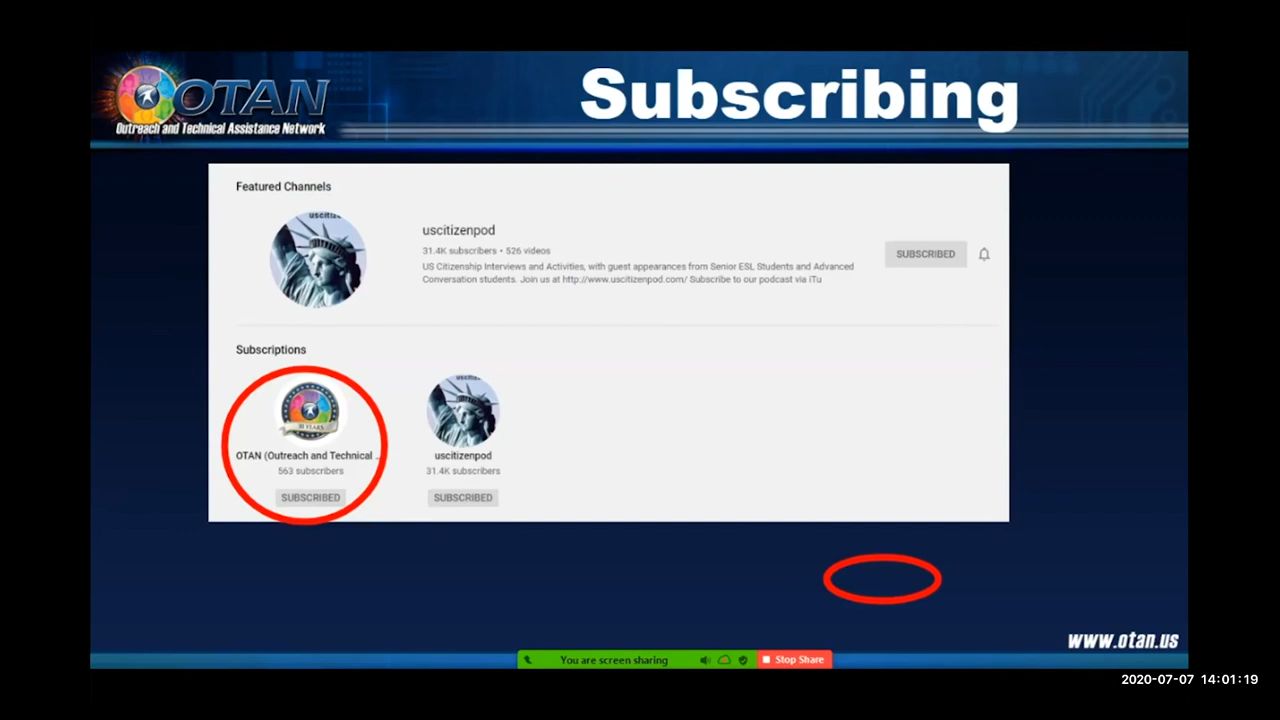 OTAN
Outreach and Technical Assistance Network
Subscribing
Featured Channels
uscitizenpod
31.4K subscribers • 526 videos
US Citizenship Interviews and Activities, with guest appearances from Senior ESL Students and Advanced
Conversation students. Join us at http://www.uscitizenpod.com/ Subscribe to our podcast via iTu
SUBSCRIBED
Subscriptions
30 YEARS
OTAN (Outreach and Technical ...
563 subscribers
SUBSCRIBED
uscitizenpod
31.4K subscribers
SUBSCRIBED
www.otan.us
You are screen sharing
Stop Share
2020-07-07 14:01:19